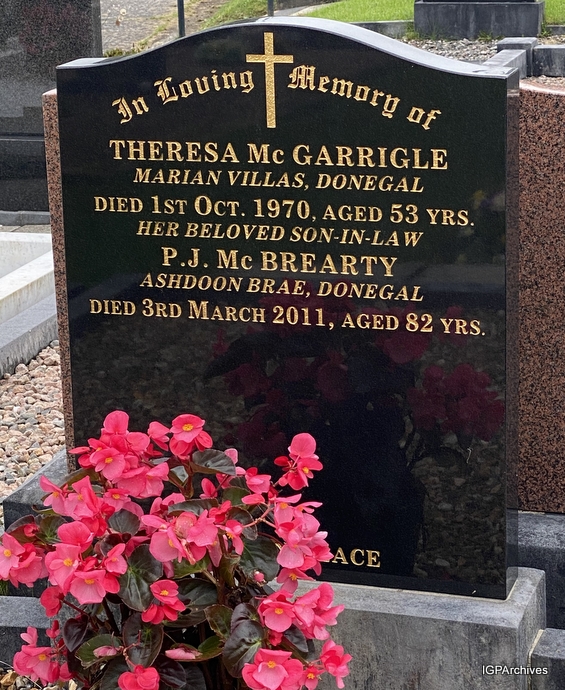 In Loving Memory of
THERESA Mc GARRIGLE
MARIAN VILLAS, DONEGAL
DIED 1ST OCT. 1970, AGED 53 YRS.
HER BELOVED SON-IN-LAW
P.J. Mc BREARTY
ASHDOON BRAE, DONEGAL
DIED 3RD MARCH 2011, AGED 82 YRS.
ACE
IGPArchives